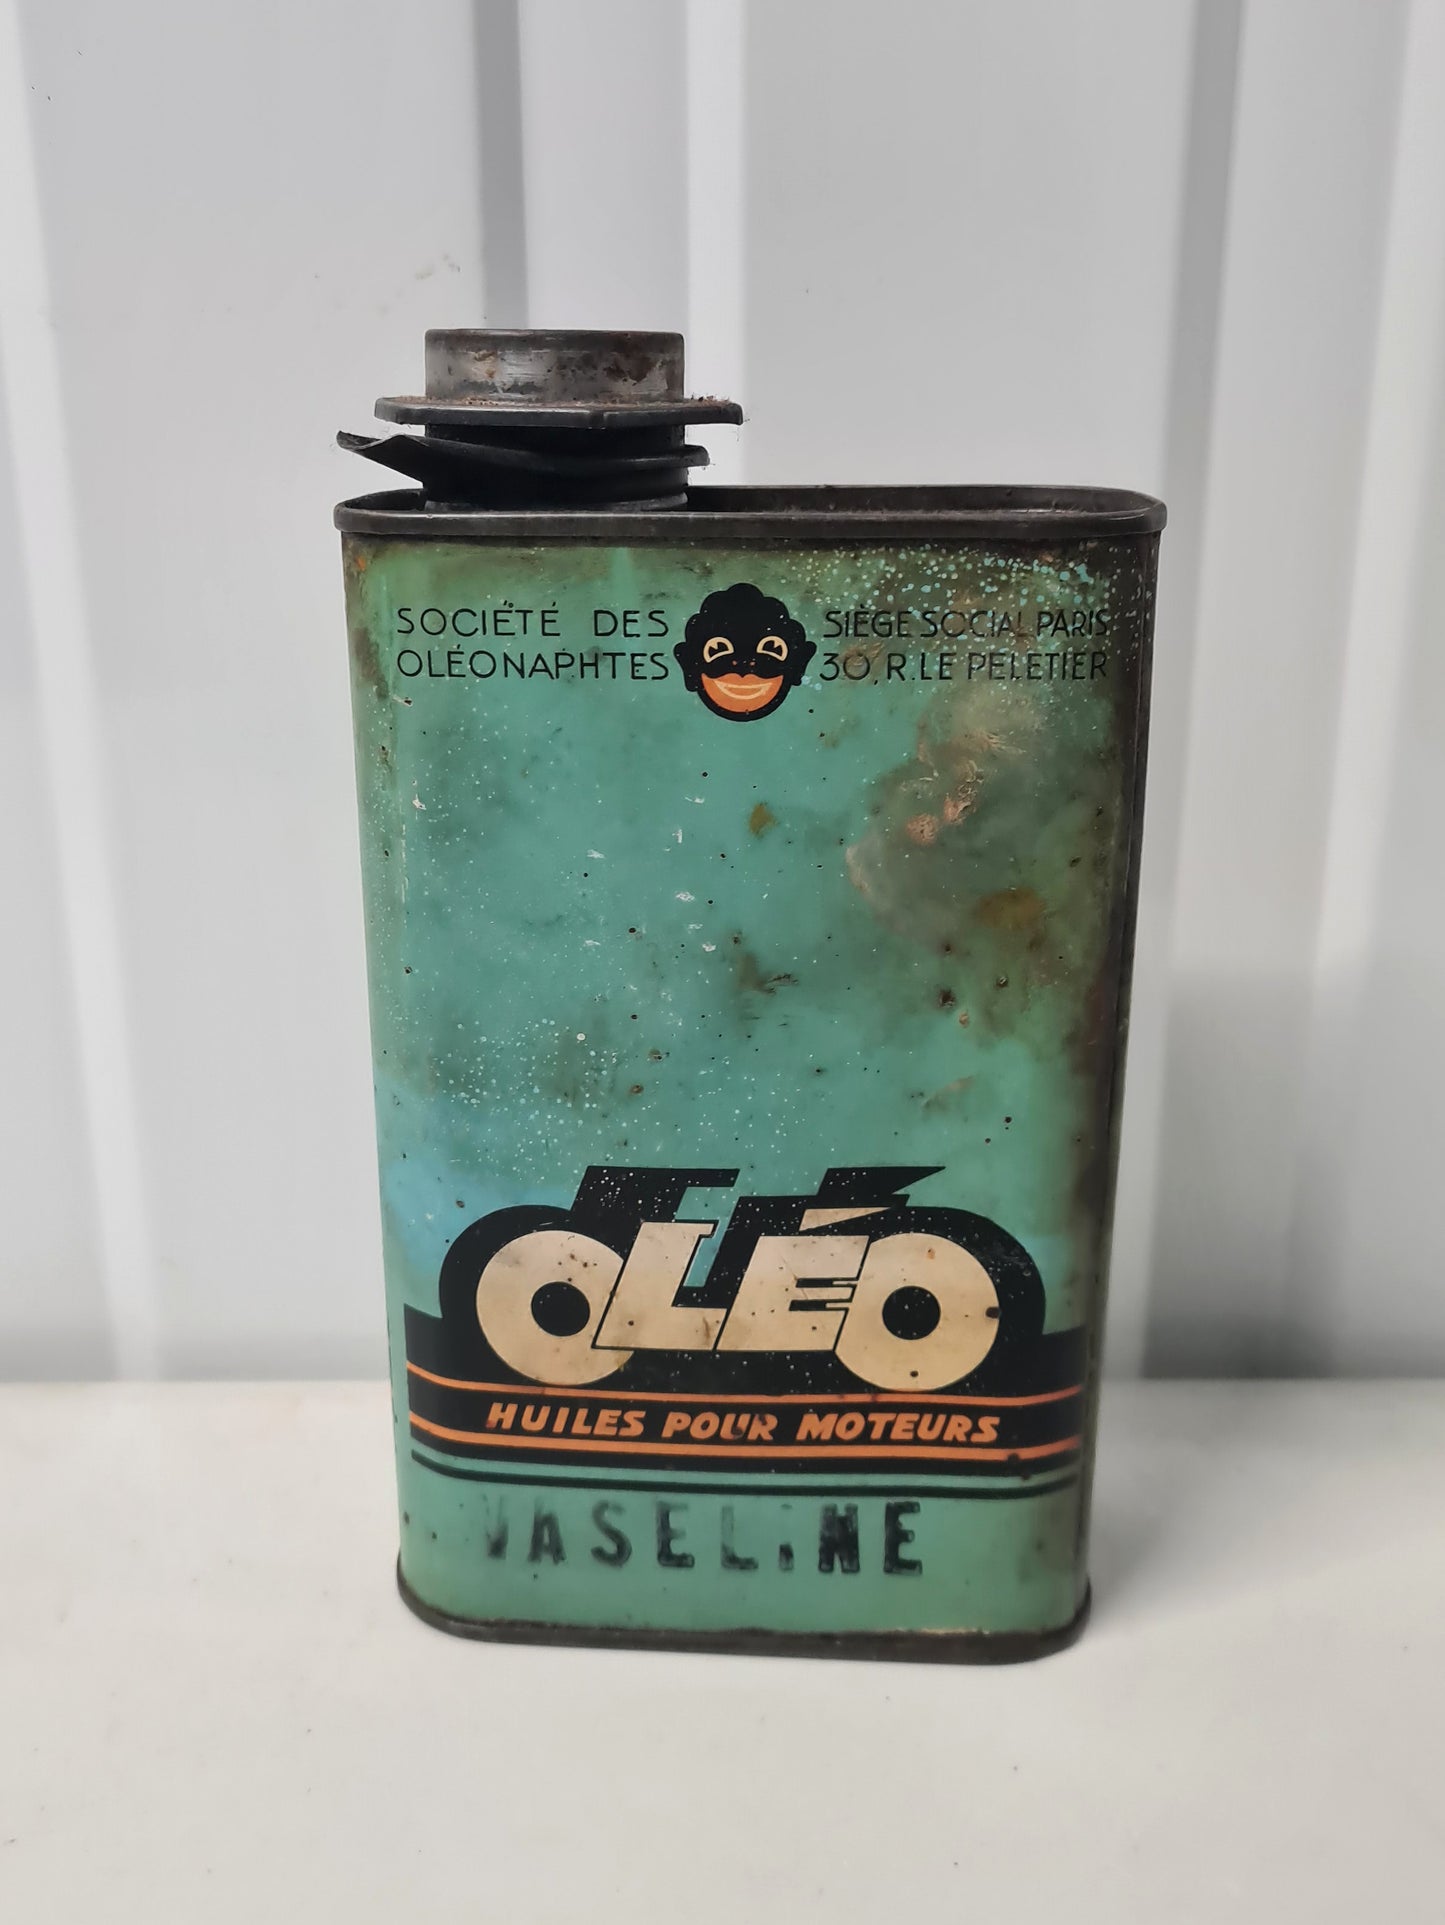 SOCIÉTÉ DES
OLÉONAPHTES
SIÈGE SOCIAL PARIS
30, R. LE PELETIER
OLÉO
HUILES POUR MOTEURS
VASELINE